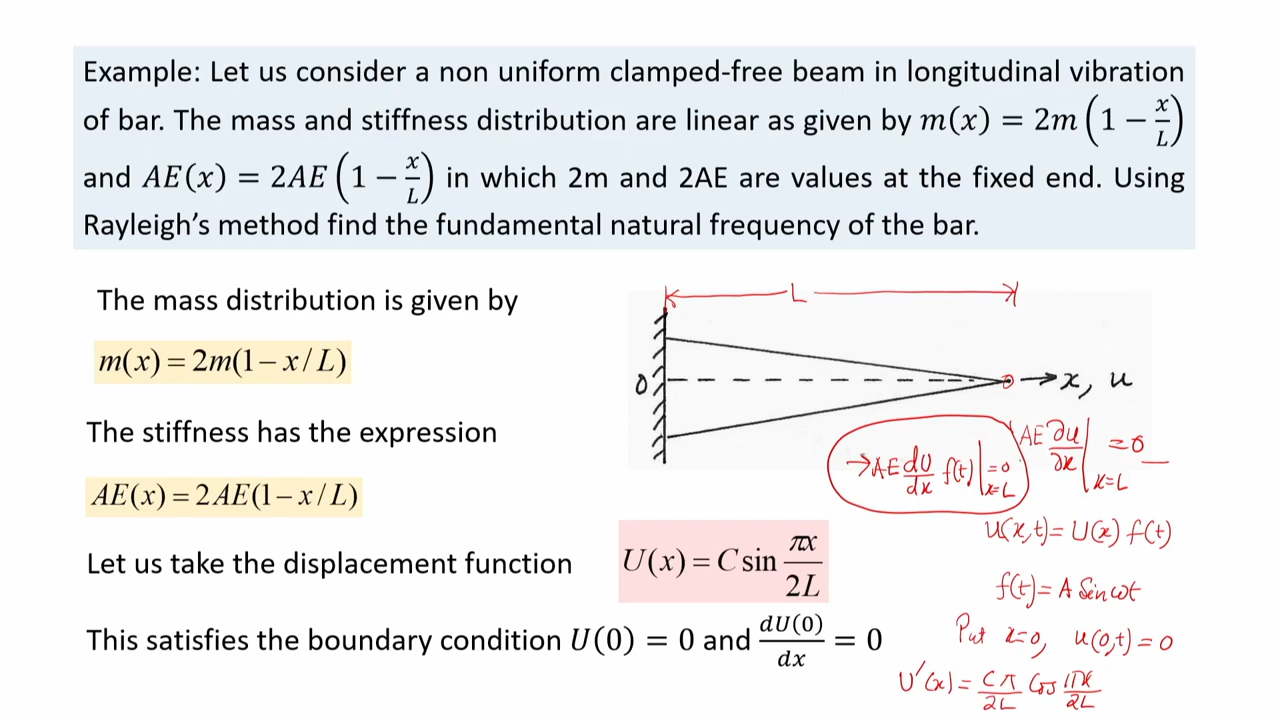 Example: Let us consider a non uniform clamped-free beam in longitudinal vibration
of bar. The mass and stiffness distribution are linear as given by m(x) = 2m(1 − x/L)
and AE(x) = 2AE(1 − x/L) in which 2m and 2AE are values at the fixed end. Using
Rayleigh's method find the fundamental natural frequency of the bar.
The mass distribution is given by
m(x) = 2m(1 − x / L)
The stiffness has the expression
AE(x) = 2AE(1 − x / L)
Let us take the displacement function
U(x) = C sin πx/2L
This satisfies the boundary condition U(0) = 0 and dU(0)/dx = 0
L
0
x, u
AE ∂u/∂x |x=L = 0
→AE dU/dx f(t) |x=L = 0
u(x,t) = U(x) f(t)
f(t) = A Sin ωt
Put x=0, u(0,t) = 0
U'(x) = Cπ/2L Cos πx/2L